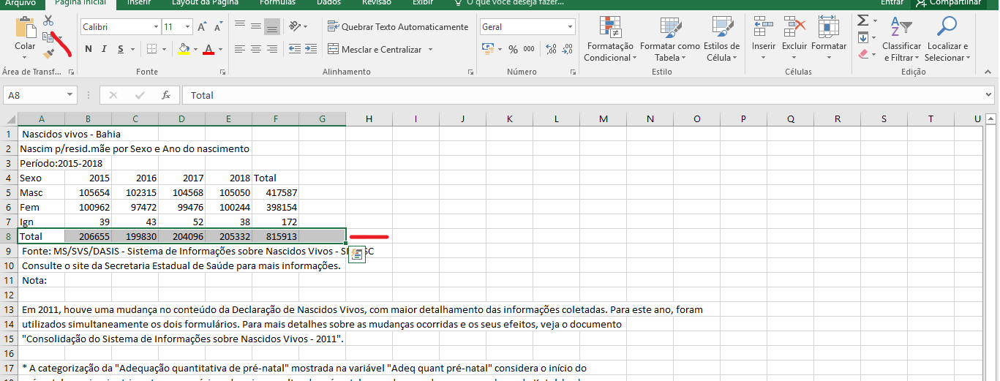 Arquivo Página Inicial Inserir Layout da Página Fórmulas Dados Revisão Exibir O que você deseja fazer... Entrar Compartilhar
Colar
Calibri 11
N I S
Quebrar Texto Automaticamente
Mesclar e Centralizar
Geral
% 000
Formatação Condicional
Formatar como Tabela
Estilos de Célula
Inserir Excluir Formatar
Classificar e Filtrar
Localizar e Selecionar
Área de Transf... Fonte Alinhamento Número Estilo Células Edição
A8 fx Total
A B C D E F G H I J K L M N O P Q R S T U
1 Nascidos vivos - Bahia
2 Nascim p/resid.mãe por Sexo e Ano do nascimento
3 Período:2015-2018
4 Sexo 2015 2016 2017 2018 Total
5 Masc 105654 102315 104568 105050 417587
6 Fem 100962 97472 99476 100244 398154
7 Ign 39 43 52 38 172
8 Total 206655 199830 204096 205332 815913
9 Fonte: MS/SVS/DASIS - Sistema de Informações sobre Nascidos Vivos -
10 Consulte o site da Secretaria Estadual de Saúde para mais informações.
11 Nota:
12
13 Em 2011, houve uma mudança no conteúdo da Declaração de Nascidos Vivos, com maior detalhamento das informações coletadas. Para este ano, foram
14 utilizados simultaneamente os dois formulários. Para mais detalhes sobre as mudanças ocorridas e os seus efeitos, veja o documento
15 "Consolidação do Sistema de Informações sobre Nascidos Vivos - 2011".
16
17 * A categorização da "Adequação quantitativa de pré-natal" mostrada na variável "Adeq quant pré-natal" considera o início do